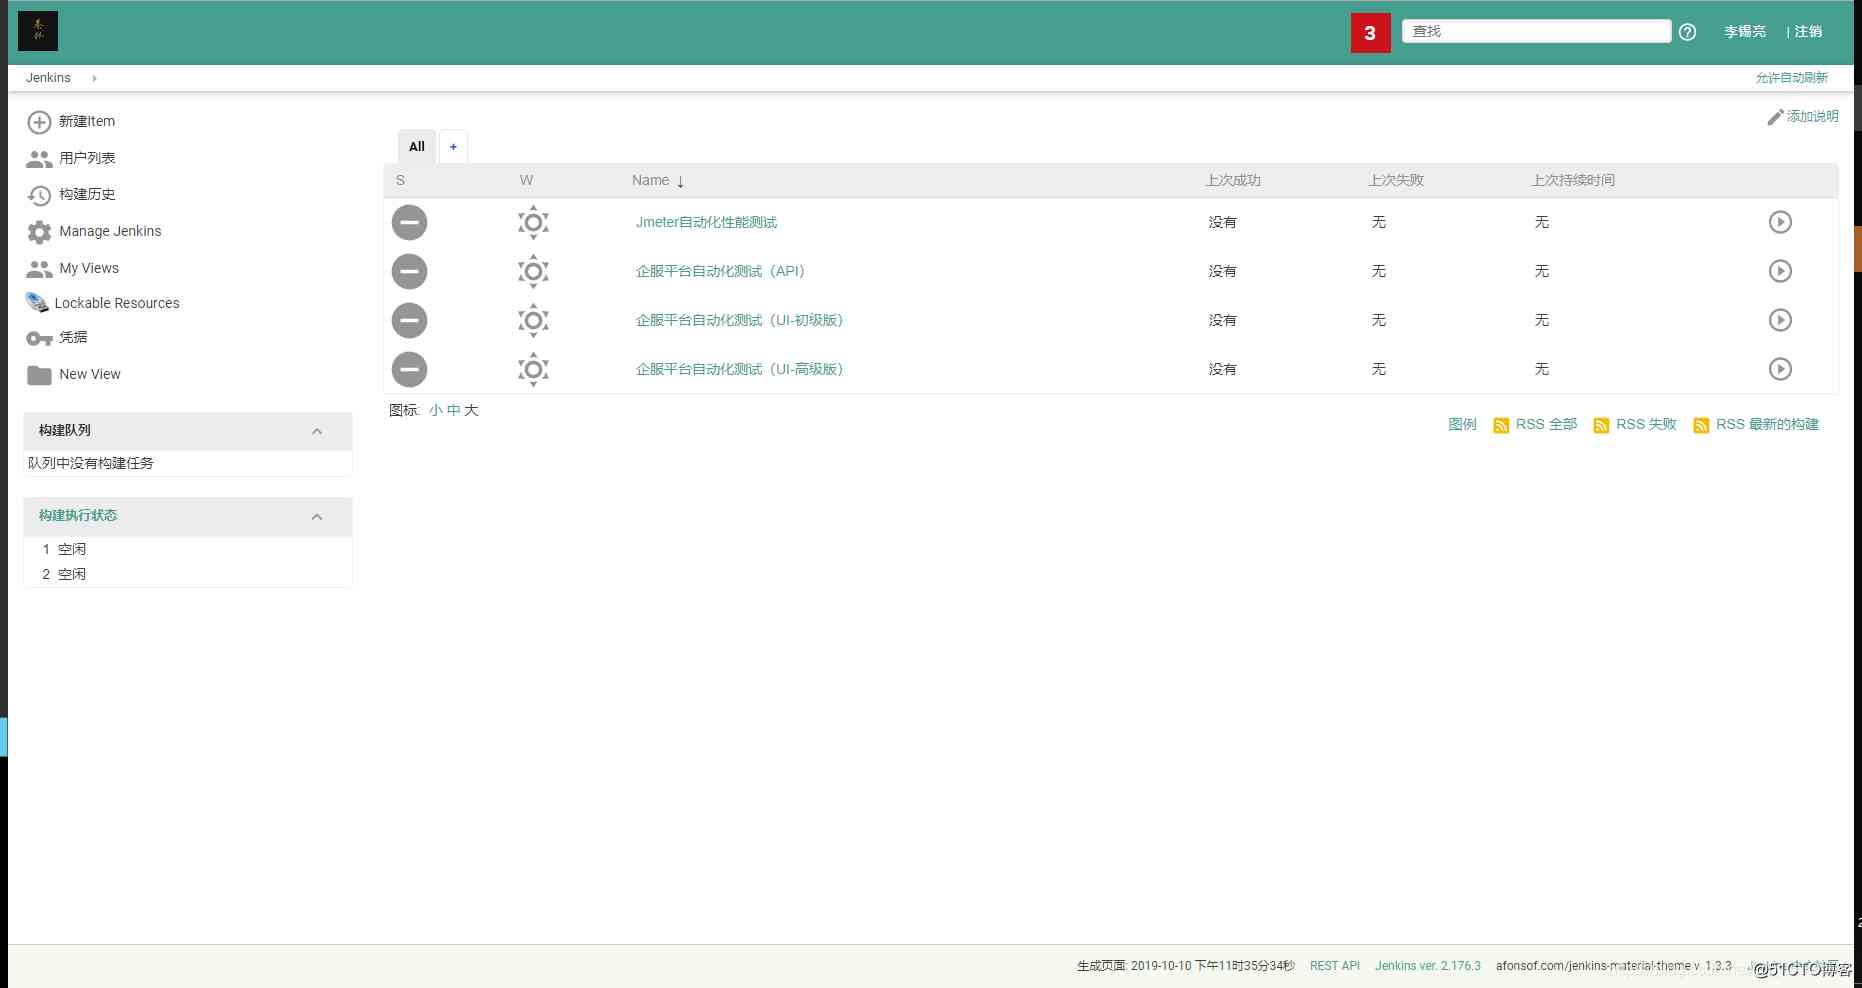 3
查找
李锡亮 | 注销
Jenkins
允许自动刷新
新建Item
用户列表
构建历史
Manage Jenkins
My Views
Lockable Resources
凭据
New View
构建队列
队列中没有构建任务
构建执行状态
1 空闲
2 空闲
添加说明
All +
S W Name ↓ 上次成功 上次失败 上次持续时间
Jmeter自动化性能测试 没有 无 无
企服平台自动化测试（API） 没有 无 无
企服平台自动化测试（UI-初级版） 没有 无 无
企服平台自动化测试（UI-高级版） 没有 无 无
图标: 小 中 大
图例 RSS 全部 RSS 失败 RSS 最新的构建
生成页面: 2019-10-10 下午11时35分34秒 REST API Jenkins ver. 2.176.3 afonsof.com/jenkins-material-theme v. 1.3.3
@51CTO博客